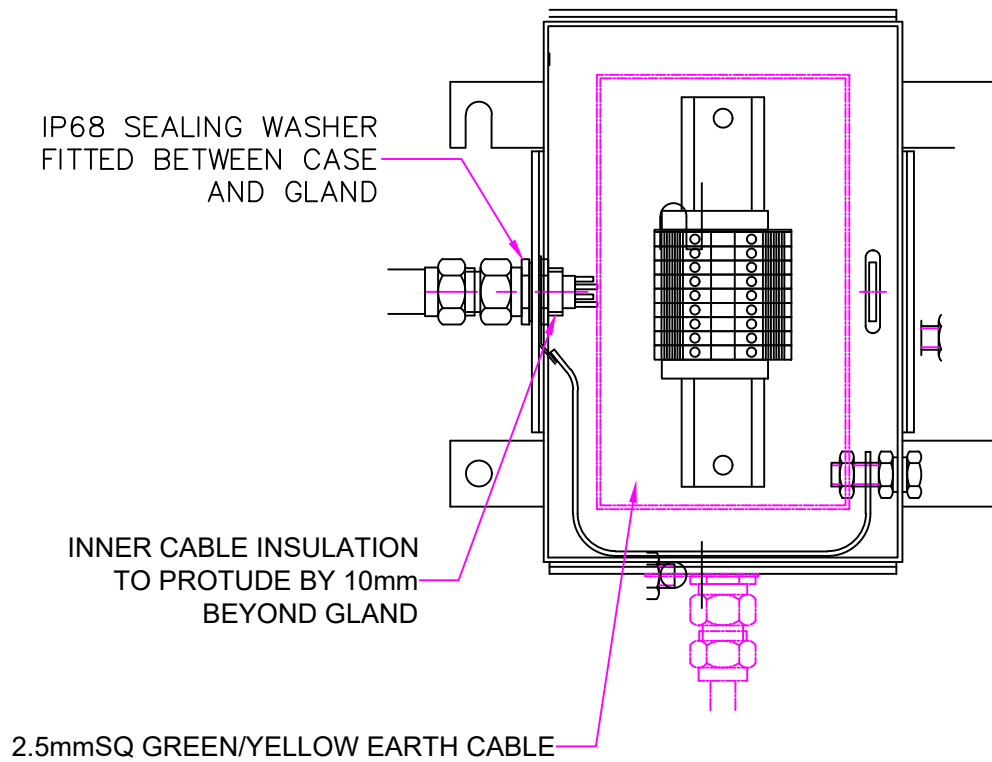 IP68 SEALING WASHER
FITTED BETWEEN CASE
AND GLAND
INNER CABLE INSULATION
TO PROTUDE BY 10mm
BEYOND GLAND
2.5mmSQ GREEN/YELLOW EARTH CABLE